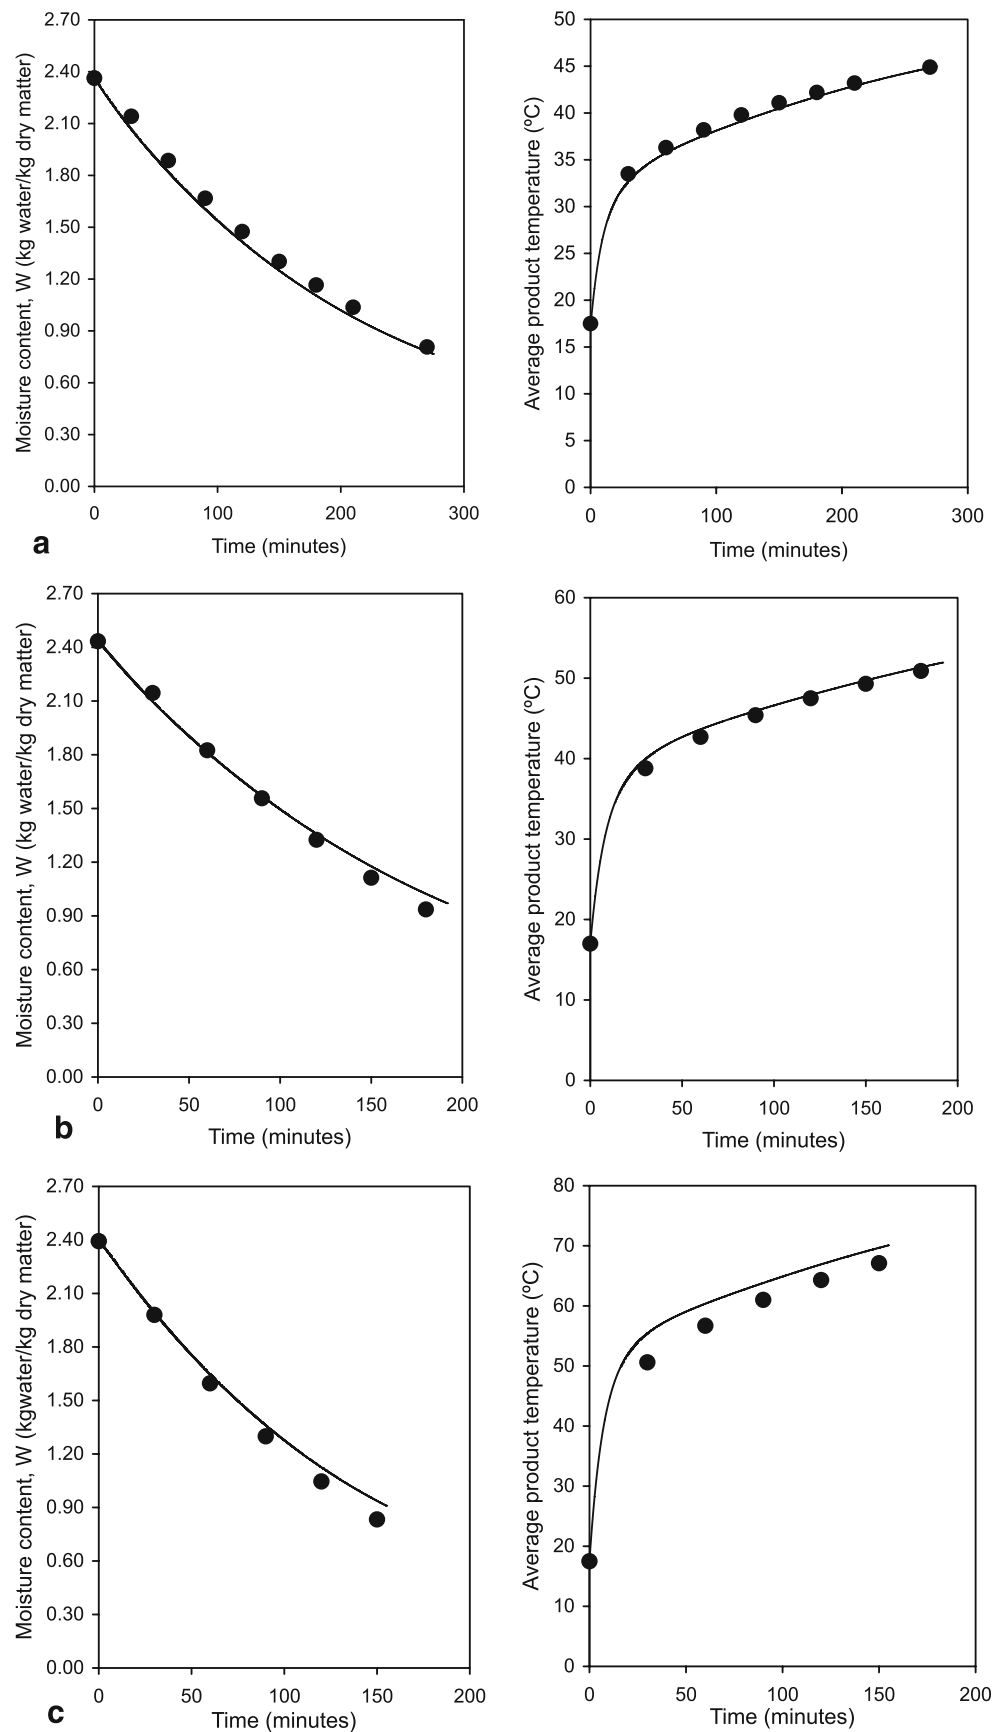 2.70
2.40
2.10
1.80
1.50
1.20
0.90
0.60
0.30
0.00
Moisture content, W (kg water/kg dry matter)
0 100 200 300
Time (minutes)
a
50
45
40
35
30
25
20
15
10
5
0
Average product temperature (ºC)
0 100 200 300
Time (minutes)
2.70
2.40
2.10
1.80
1.50
1.20
0.90
0.60
0.30
0.00
Moisture content, W (kg water/kg dry matter)
0 50 100 150 200
Time (minutes)
b
60
50
40
30
20
10
0
Average product temperature (ºC)
0 50 100 150 200
Time (minutes)
2.70
2.40
2.10
1.80
1.50
1.20
0.90
0.60
0.30
0.00
Moisture content, W (kgwater/kg dry matter)
0 50 100 150 200
Time (minutes)
c
80
70
60
50
40
30
20
10
0
Average product temperature (ºC)
0 50 100 150 200
Time (minutes)